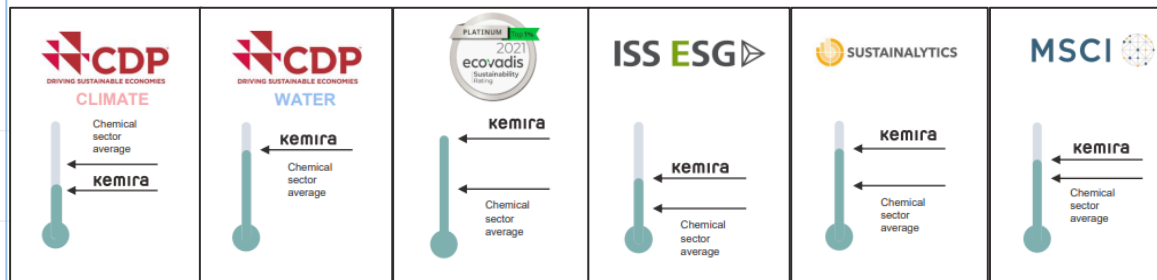 CDP
DRIVING SUSTAINABLE ECONOMIES
CLIMATE
Chemical
sector
average
kemira
CDP
DRIVING SUSTAINABLE ECONOMIES
WATER
kemira
Chemical
sector
average
PLATINUM Top 1%
2021
ecovadis
Sustainability
Rating
kemira
Chemical
sector
average
ISS ESG
kemira
Chemical
sector
average
SUSTAINALYTICS
kemira
Chemical
sector
average
MSCI
kemira
Chemical
sector
average